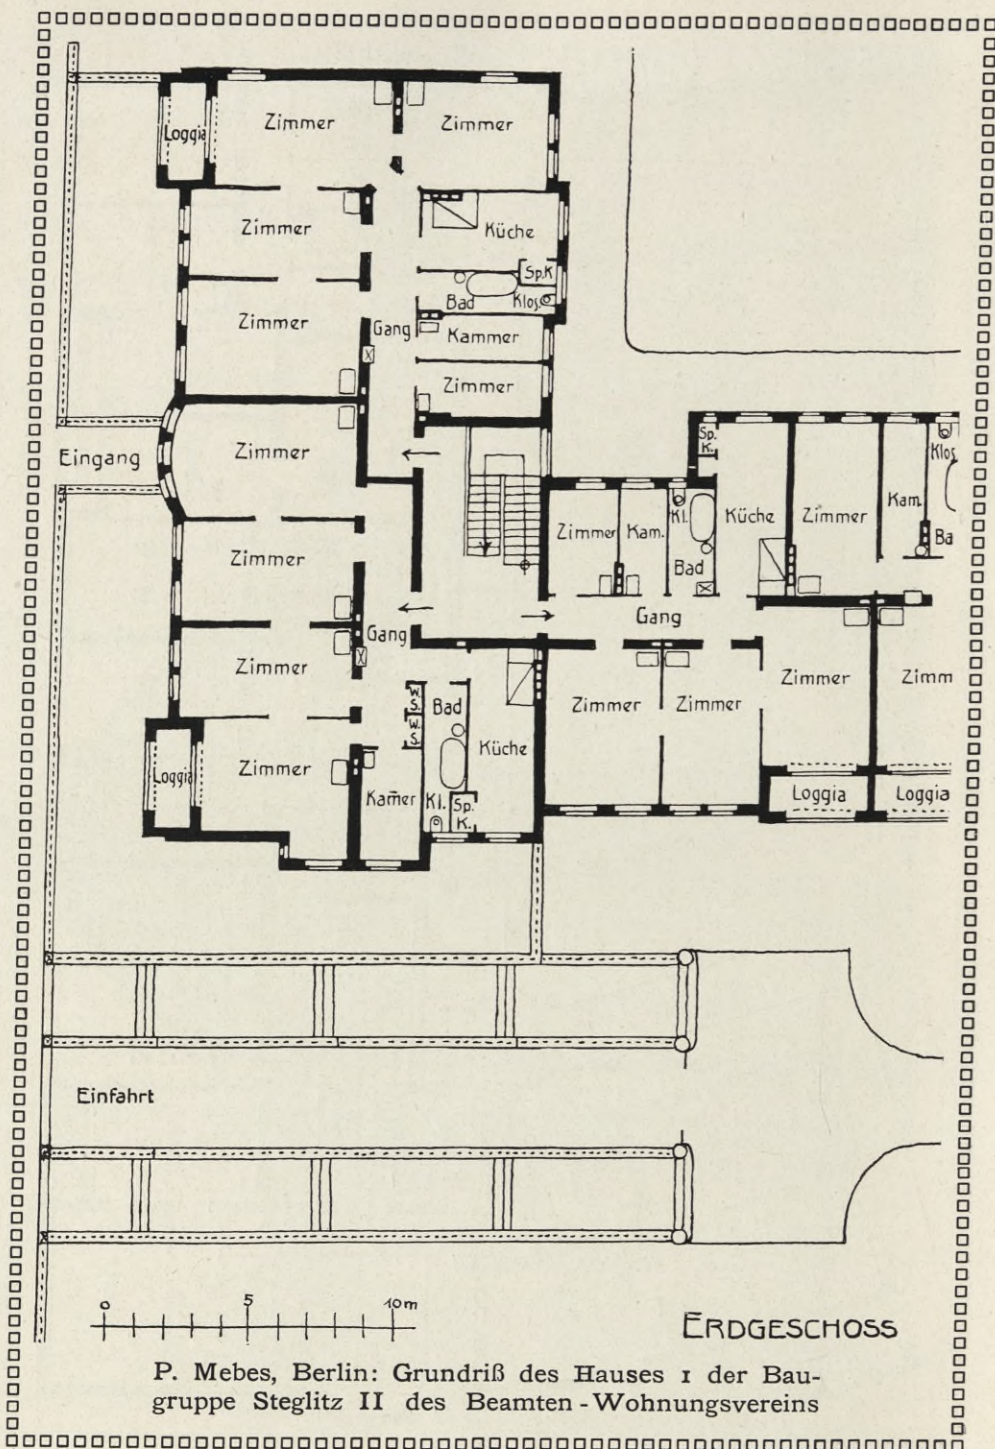 Loggia
Zimmer
Zimmer
Zimmer
Küche
Sp.K
Zimmer
Bad
Klos.
Gang
Kammer
Zimmer
Eingang
Zimmer
Sp.
K.
Klos
Zimmer
Kam.
Kl.
Küche
Zimmer
Kam.
Bad
Ba
Zimmer
Gang
Gang
Zimmer
W.
S.
W.
S.
Bad
Zimmer
Zimmer
Zimmer
Zimm
Loggia
Zimmer
Küche
Kam̄er
Kl.
Sp.
K.
Loggia
Loggia
Einfahrt
0 5 10m
ERDGESCHOSS
P. Mebes, Berlin: Grundriß des Hauses 1 der Bau-
gruppe Steglitz II des Beamten-Wohnungsvereins